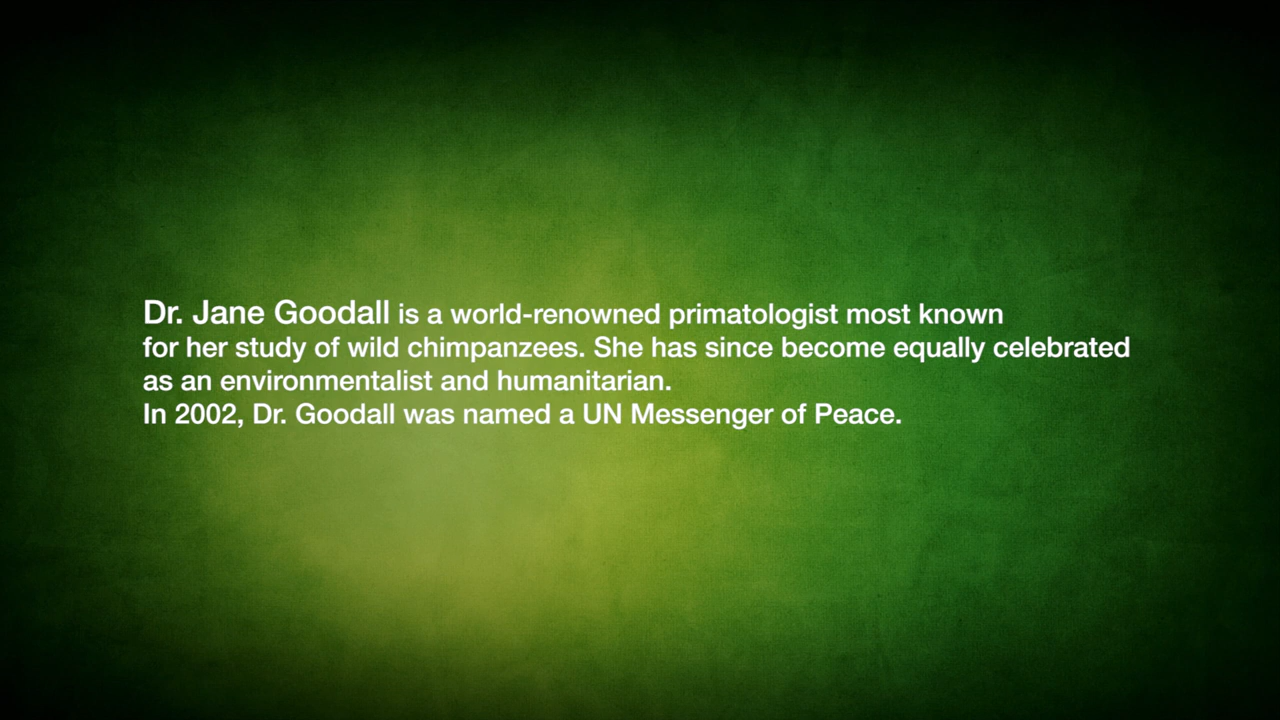 Dr. Jane Goodall is a world-renowned primatologist most known
for her study of wild chimpanzees. She has since become equally celebrated
as an environmentalist and humanitarian.
In 2002, Dr. Goodall was named a UN Messenger of Peace.